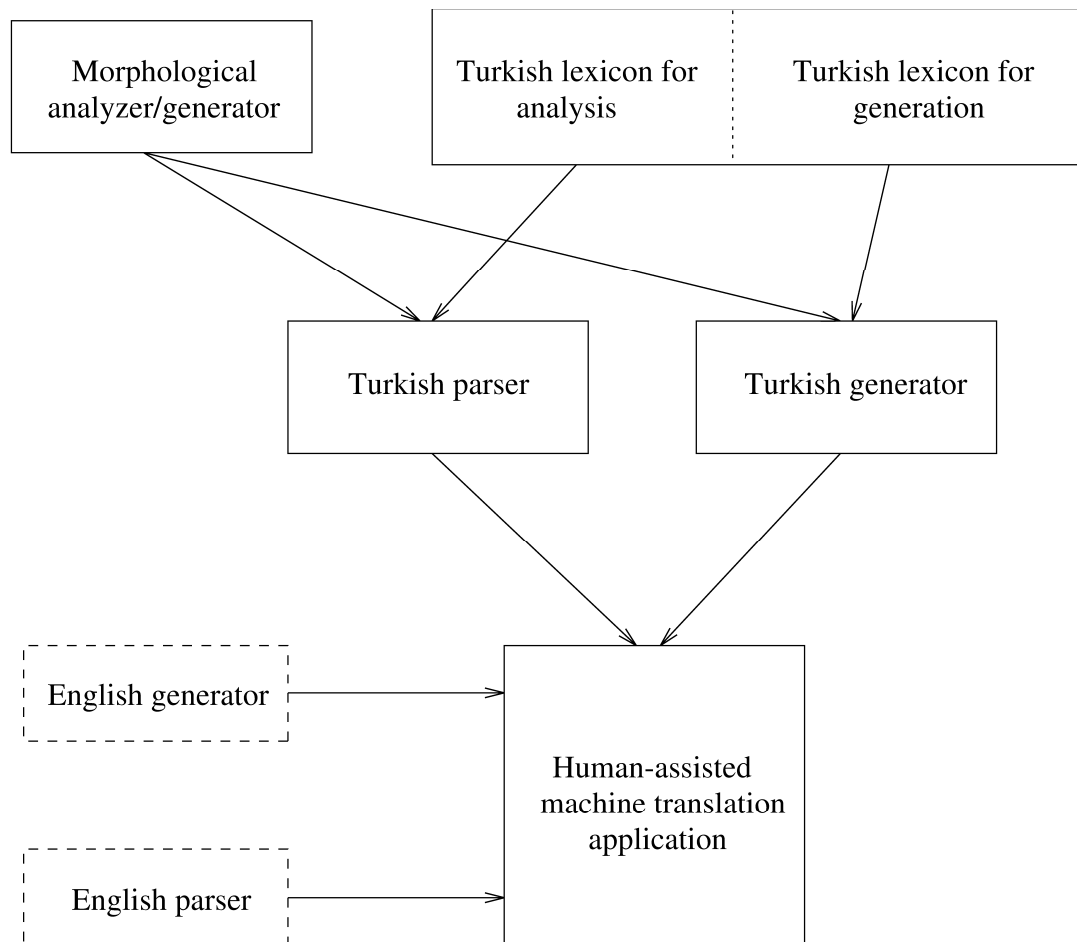 Morphological
analyzer/generator
Turkish lexicon for
analysis
Turkish lexicon for
generation
Turkish parser
Turkish generator
English generator
Human-assisted
machine translation
application
English parser